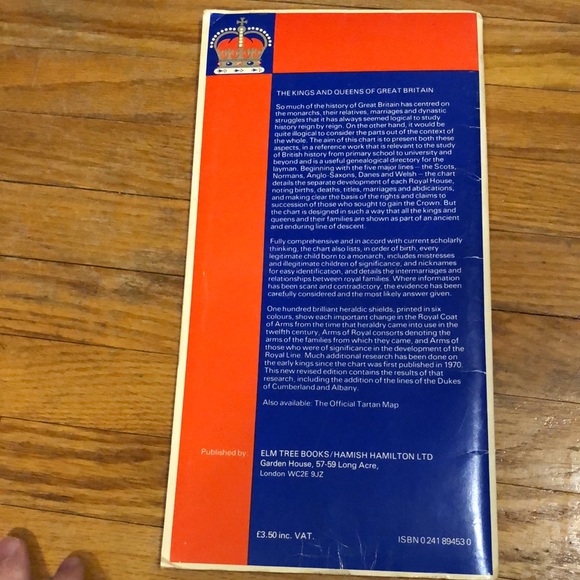 THE KINGS AND QUEENS OF GREAT BRITAIN
So much of the history of Great Britain has centred on
the monarchs, their relatives, marriages and dynastic
struggles that it has always seemed logical to study
history reign by reign. On the other hand, it would be
quite illogical to consider the parts out of the context of
the whole. The aim of this chart is to present both these
aspects, in a reference work that is relevant to the study
of British history from primary school to university and
beyond and is a useful genealogical directory for the
layman. Beginning with the five major lines – the Scots,
Normans, Anglo-Saxons, Danes and Welsh – the chart
details the separate development of each Royal House,
noting births, deaths, titles, marriages and abdications,
and making clear the basis of the rights and claims to
succession of those who sought to gain the Crown. But
the chart is designed in such a way that all the kings and
queens and their families are shown as part of an ancient
and enduring line of descent.
Fully comprehensive and in accord with current scholarly
thinking, the chart also lists, in order of birth, every
legitimate child born to a monarch, includes mistresses
and illegitimate children of significance, and nicknames
for easy identification, and details the intermarriages and
relationships between royal families. Where information
has been scant and contradictory, the evidence has been
carefully considered and the most likely answer given.
One hundred brilliant heraldic shields, printed in six
colours, show each important change in the Royal Coat
of Arms from the time that heraldry came into use in the
twelfth century, Arms of Royal consorts denoting the
arms of the families from which they came, and Arms of
those who were of significance in the development of the
Royal Line. Much additional research has been done on
the early kings since the chart was first published in 1970.
This new revised edition contains the results of that
research, including the addition of the lines of the Dukes
of Cumberland and Albany.
Also available: The Official Tartan Map
Published by: ELM TREE BOOKS/HAMISH HAMILTON LTD
Garden House, 57-59 Long Acre,
London WC2E 9JZ
£3.50 inc. VAT.
ISBN 0 241 89453 0